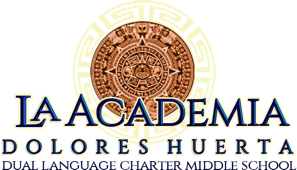 LA ACADEMIA
DOLORES HUERTA
DUAL LANGUAGE CHARTER MIDDLE SCHOOL